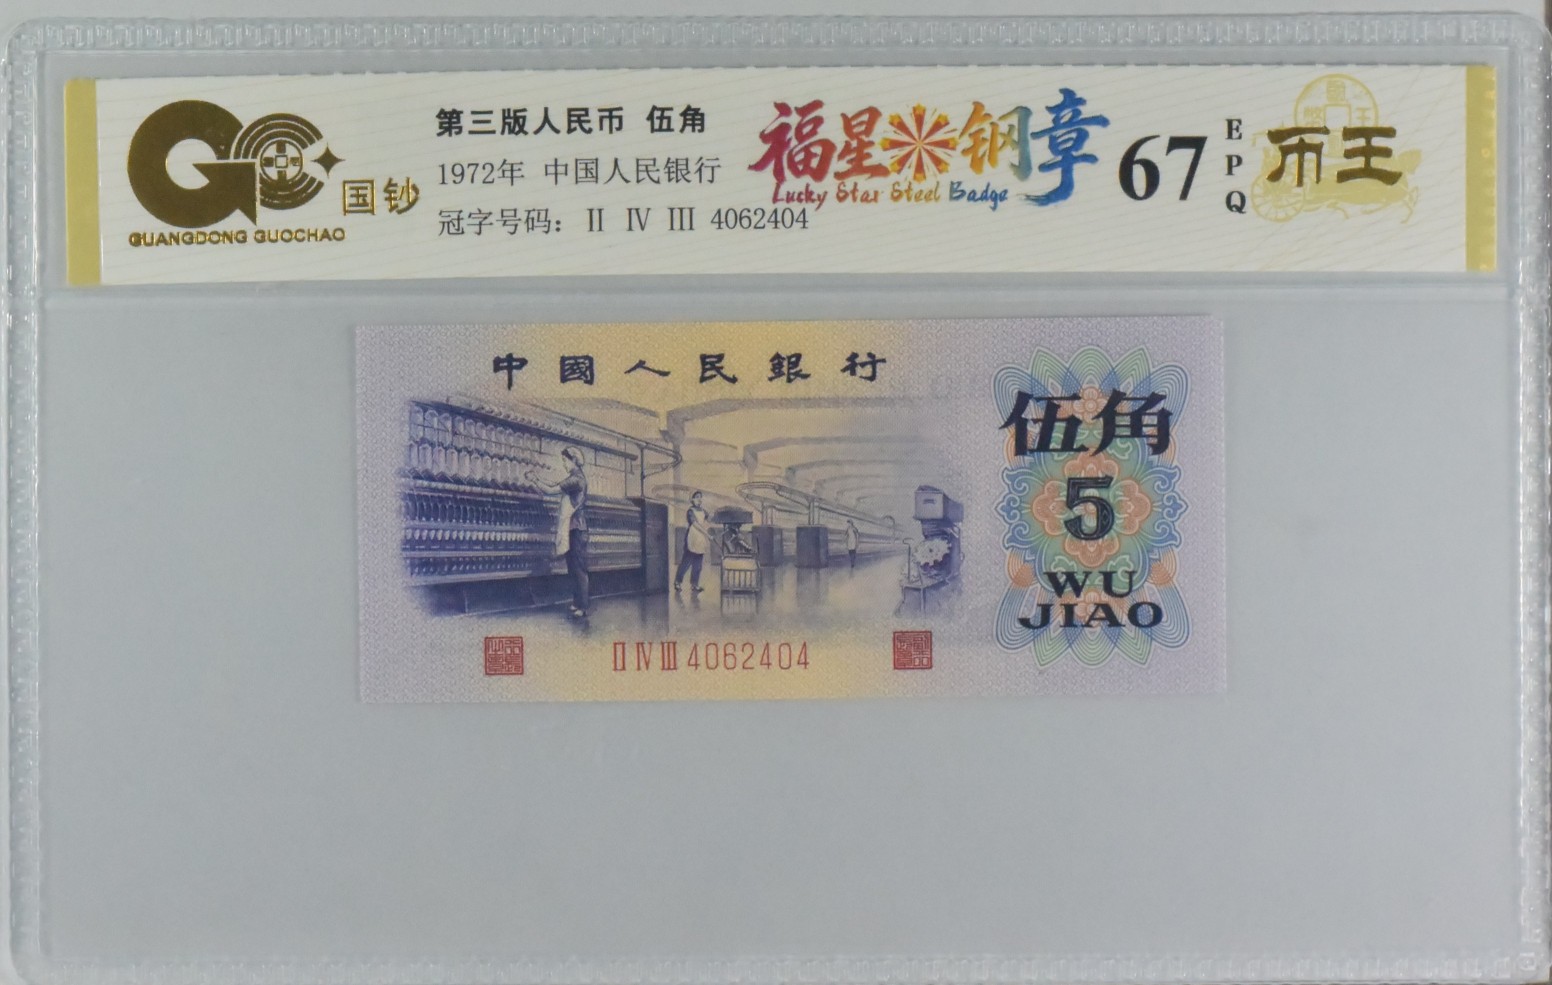 GUANGDONG GUOCHAO
国钞
第三版人民币 伍角
1972年 中国人民银行
冠字号码: Ⅱ Ⅳ Ⅲ 4062404
福星钢章
Lucky Star Steel Badge
67
EPQ
币王
中國人民銀行
伍角
5
WU
JIAO
Ⅱ Ⅳ Ⅲ 4062404